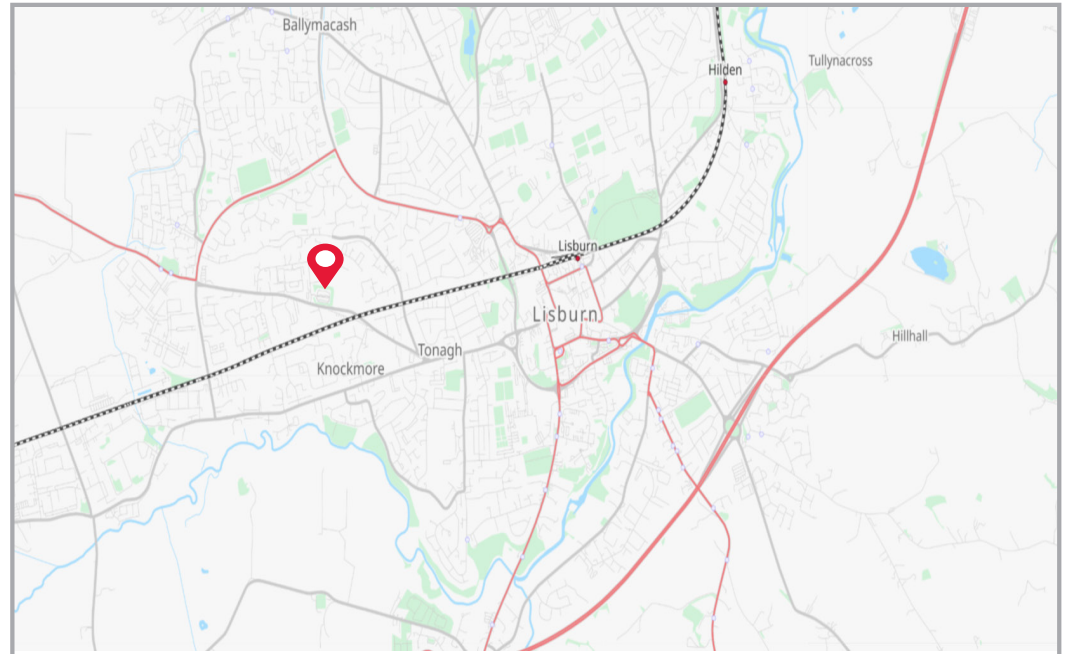 Ballymacash
Hilden
Tullynacross
Lisburn
Lisburn
Hillhall
Tonagh
Knockmore